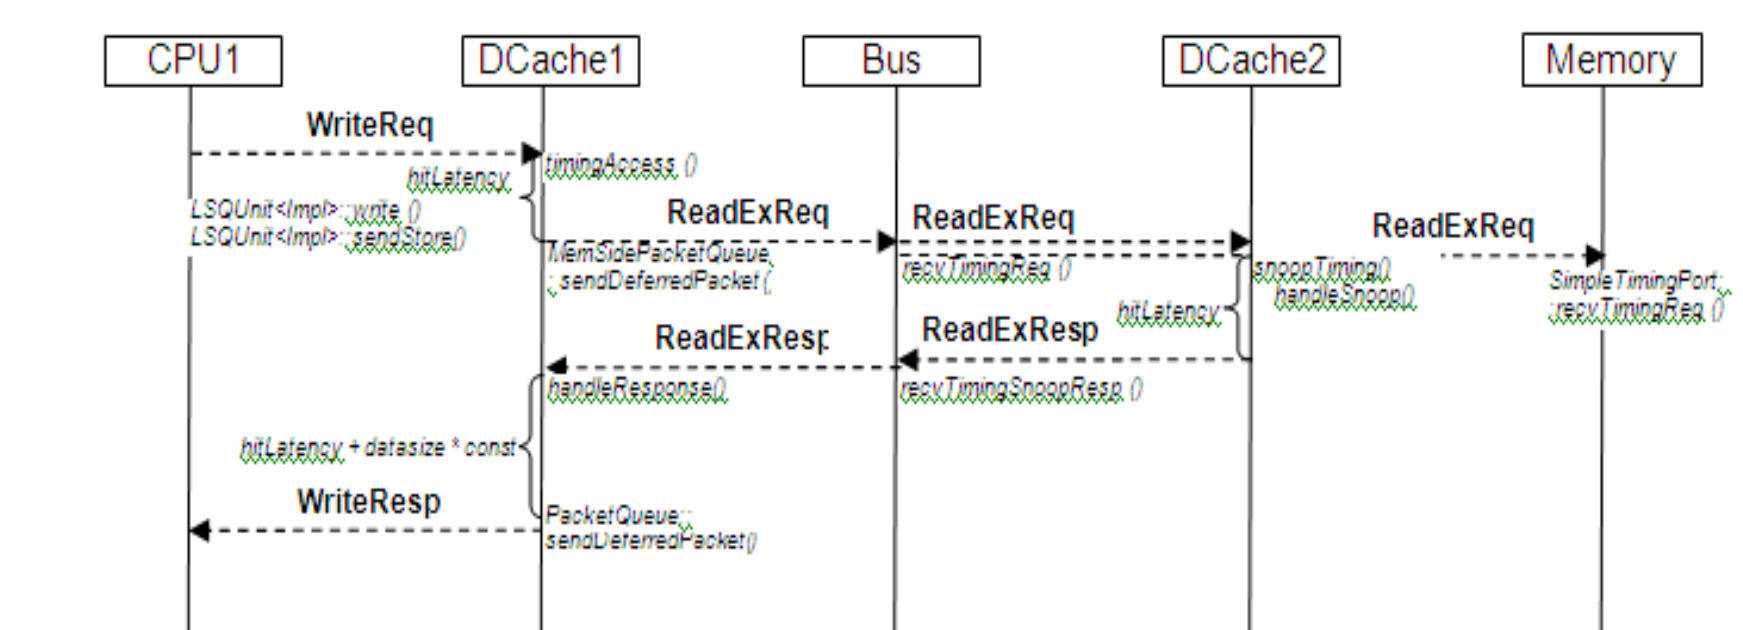 CPU1 DCache1 Bus DCache2 Memory
WriteReq
timingAccess ()
hitLatency
LSQUnit<Impl>::write ()
LSQUnit<Impl>::sendStore()
ReadExReq
ReadExReq
ReadExReq
MemSidePacketQueue
: sendDeferredPacket (
recvTimingReq ()
snoopTiming()
handleSnoop()
SimpleTimingPort:
:recvTimingReq ()
hitLatency
ReadExResp
ReadExResp
handleResponse()
recvTimingSnoopResp ()
hitLatency + datasize * const
WriteResp
PacketQueue::
sendDeferredPacket()